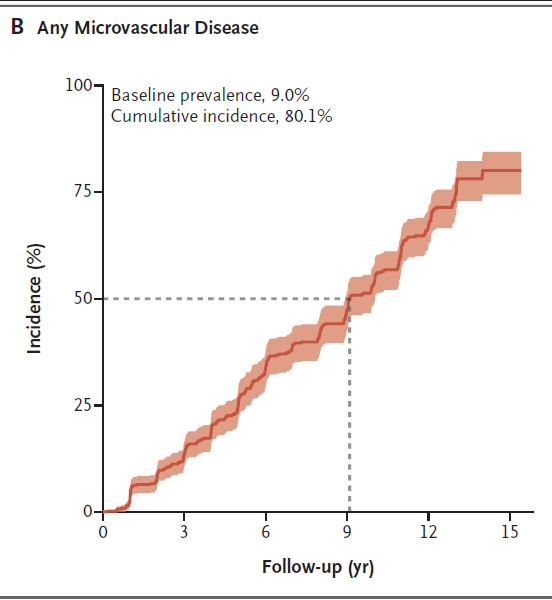 B Any Microvascular Disease
Baseline prevalence, 9.0%
Cumulative incidence, 80.1%
Incidence (%)
100
75
50
25
0
0 3 6 9 12 15
Follow-up (yr)